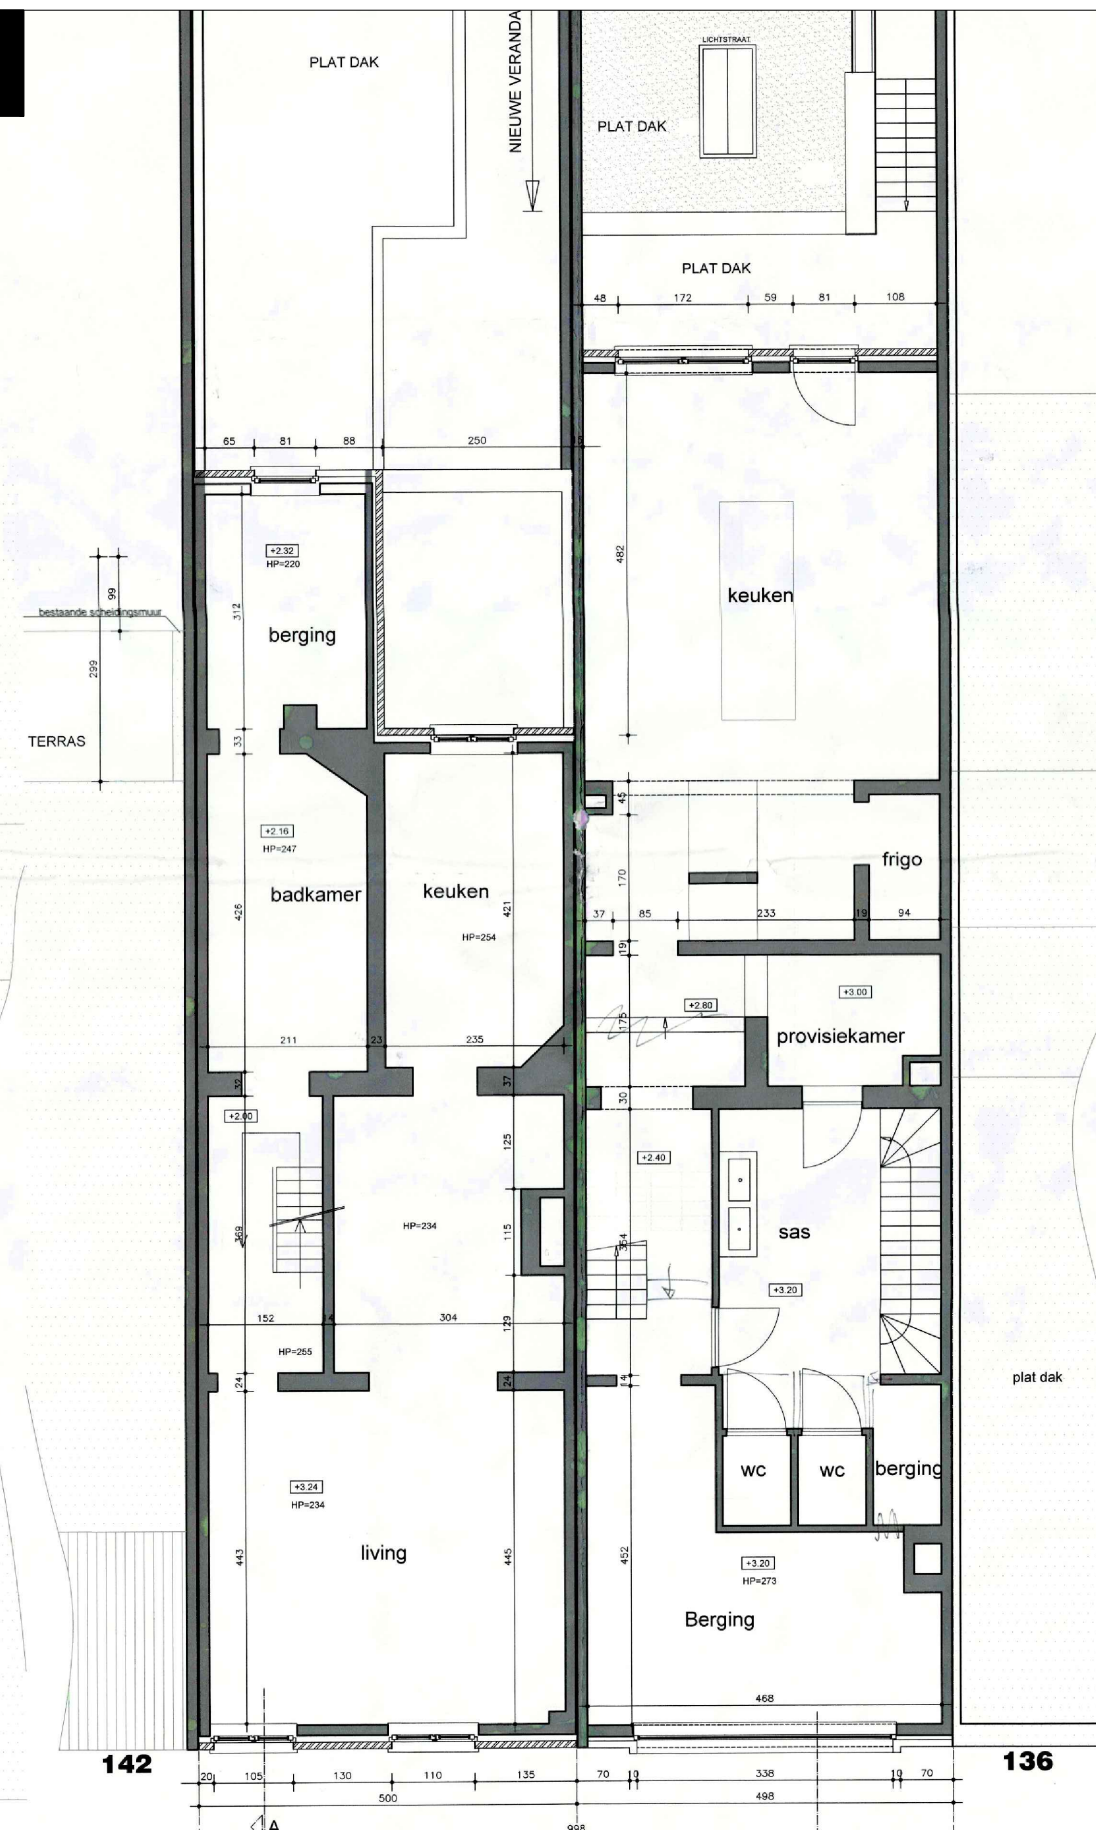 PLAT DAK
NIEUWE VERANDA
LICHTSTRAAT
PLAT DAK
PLAT DAK
48 172 59 81 108
65 81 88 250
482
keuken
+2.32
HP=220
312
berging
99
bestaande scheidingsmuur
299
TERRAS
33
45
+2.16
HP=247
badkamer
426
keuken
421
HP=254
170
frigo
37 85 233 19 94
19
+2.80
+3.00
175
provisiekamer
211 23 235
32
37
30
+2.00
125
+2.40
369
HP=234
115
364
sas
+3.20
152 14 304
129
HP=255
24
24
14
plat dak
wc
wc
berging
+3.24
HP=234
living
443
445
452
+3.20
HP=273
Berging
468
142
136
20 105 130 110 135 70 10 338 10 70
500 498
A
998